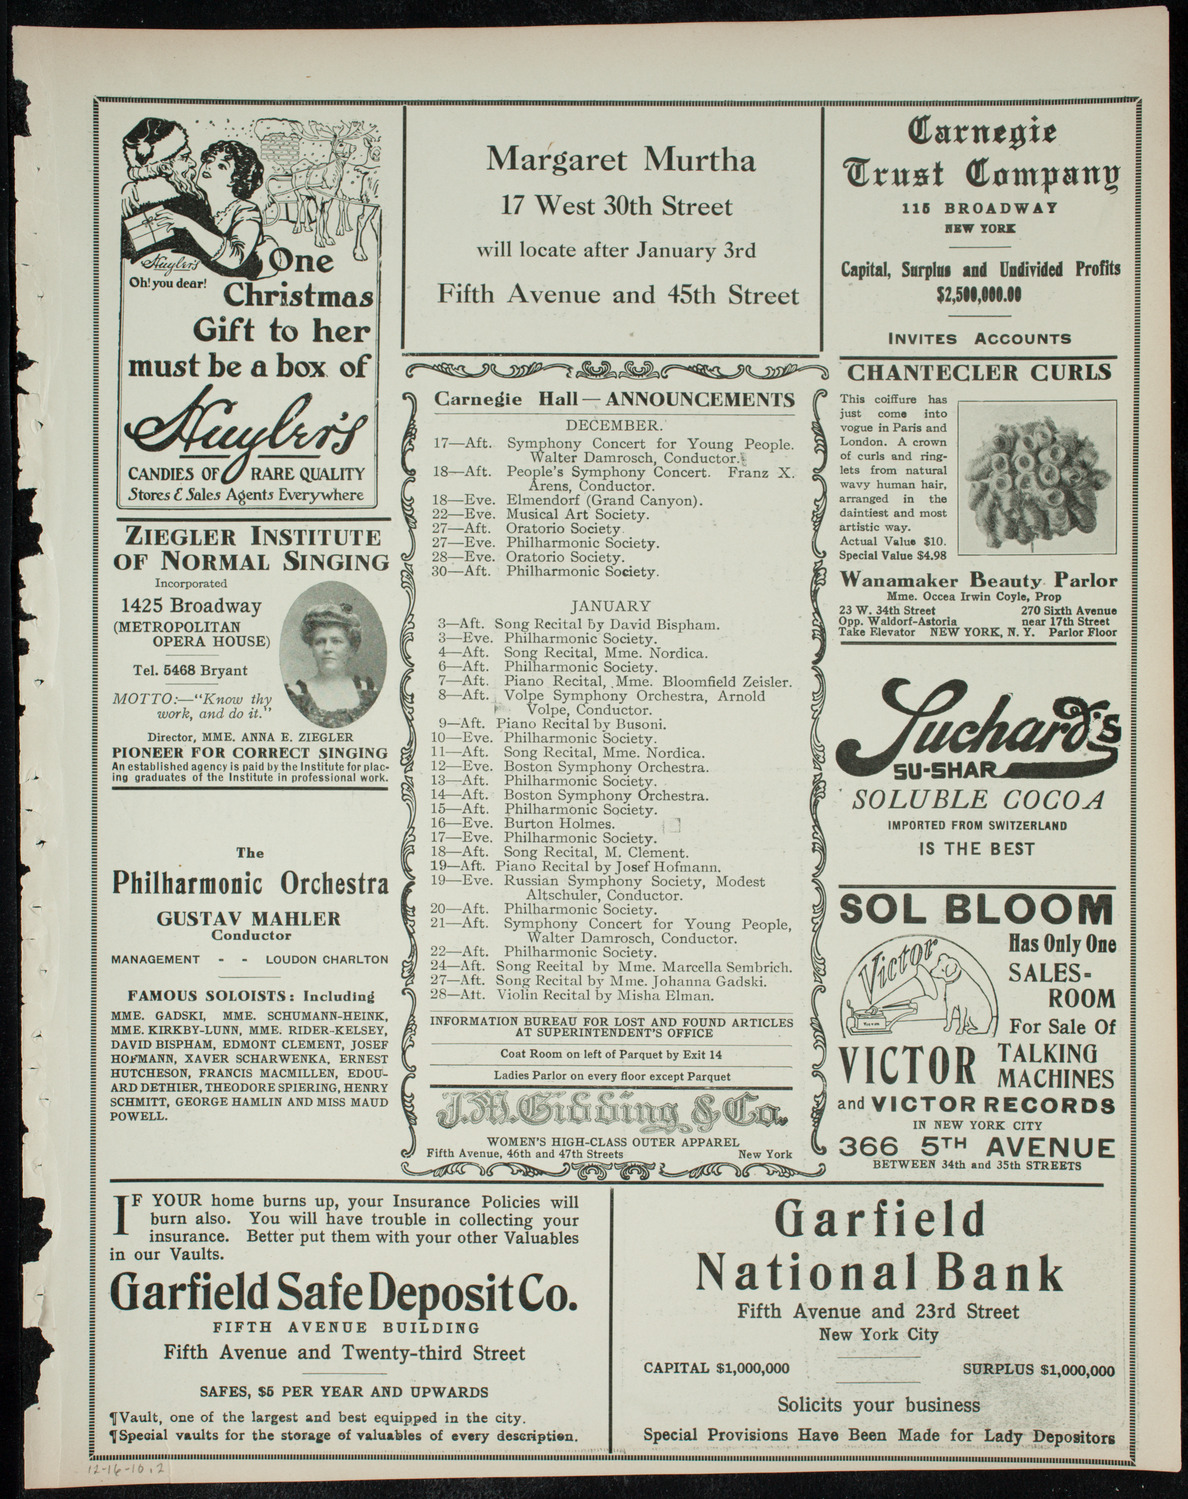 Huyler's
Oh! you dear!
One
Christmas
Gift to her
must be a box of
Huyler's
CANDIES OF RARE QUALITY
Stores & Sales Agents Everywhere
ZIEGLER INSTITUTE
OF NORMAL SINGING
Incorporated
1425 Broadway
(METROPOLITAN
OPERA HOUSE)
Tel. 5468 Bryant
MOTTO:—"Know thy
work, and do it."
Director, MME. ANNA E. ZIEGLER
PIONEER FOR CORRECT SINGING
An established agency is paid by the Institute for plac-
ing graduates of the Institute in professional work.
The
Philharmonic Orchestra
GUSTAV MAHLER
Conductor
MANAGEMENT - - LOUDON CHARLTON
FAMOUS SOLOISTS: Including
MME. GADSKI, MME. SCHUMANN-HEINK,
MME. KIRKBY-LUNN, MME. RIDER-KELSEY,
DAVID BISPHAM, EDMONT CLEMENT, JOSEF
HOFMANN, XAVER SCHARWENKA, ERNEST
HUTCHESON, FRANCIS MACMILLEN, EDOU-
ARD DETHIER, THEODORE SPIERING, HENRY
SCHMITT, GEORGE HAMLIN AND MISS MAUD
POWELL.
Margaret Murtha
17 West 30th Street
will locate after January 3rd
Fifth Avenue and 45th Street
Carnegie Hall—ANNOUNCEMENTS
DECEMBER.
17—Aft. Symphony Concert for Young People.
Walter Damrosch, Conductor.
18—Aft. People's Symphony Concert. Franz X.
Arens, Conductor.
18—Eve. Elmendorf (Grand Canyon).
22—Eve. Musical Art Society.
27—Aft. Oratorio Society
27—Eve. Philharmonic Society.
28—Eve. Oratorio Society.
30—Aft. Philharmonic Society.
JANUARY
3—Aft. Song Recital by David Bispham.
3—Eve. Philharmonic Society.
4—Aft. Song Recital, Mme. Nordica.
6—Aft. Philharmonic Society.
7—Aft. Piano Recital, Mme. Bloomfield Zeisler.
8—Aft. Volpe Symphony Orchestra, Arnold
Volpe, Conductor.
9—Aft. Piano Recital by Busoni.
10—Eve. Philharmonic Society.
11—Aft. Song Recital, Mme. Nordica.
12—Eve. Boston Symphony Orchestra.
13—Aft. Philharmonic Society.
14—Aft. Boston Symphony Orchestra.
15—Aft. Philharmonic Society.
16—Eve. Burton Holmes.
17—Eve. Philharmonic Society.
18—Aft. Song Recital, M. Clement.
19—Aft. Piano Recital by Josef Hofmann.
19—Eve. Russian Symphony Society, Modest
Altschuler, Conductor.
20—Aft. Philharmonic Society.
21—Aft. Symphony Concert for Young People,
Walter Damrosch, Conductor.
22—Aft. Philharmonic Society.
24—Aft. Song Recital by Mme. Marcella Sembrich.
27—Aft. Song Recital by Mme. Johanna Gadski.
28—Aft. Violin Recital by Misha Elman.
INFORMATION BUREAU FOR LOST AND FOUND ARTICLES
AT SUPERINTENDENT'S OFFICE
Coat Room on left of Parquet by Exit 14
Ladies Parlor on every floor except Parquet
J.M. Gidding & Co.
WOMEN'S HIGH-CLASS OUTER APPAREL
Fifth Avenue, 46th and 47th Streets New York
Carnegie
Trust Company
115 BROADWAY
NEW YORK
Capital, Surplus and Undivided Profits
$2,500,000.00
INVITES ACCOUNTS
CHANTECLER CURLS
This coiffure has
just come into
vogue in Paris and
London. A crown
of curls and ring-
lets from natural
wavy human hair,
arranged in the
daintiest and most
artistic way.
Actual Value $10.
Special Value $4.98
Wanamaker Beauty Parlor
Mme. Occea Irwin Coyle, Prop
23 W. 34th Street 270 Sixth Avenue
Opp. Waldorf-Astoria near 17th Street
Take Elevator NEW YORK, N. Y. Parlor Floor
Suchard's
SU-SHAR
SOLUBLE COCOA
IMPORTED FROM SWITZERLAND
IS THE BEST
SOL BLOOM
Victor
Has Only One
SALES-
ROOM
For Sale Of
VICTOR TALKING
MACHINES
and VICTOR RECORDS
IN NEW YORK CITY
366 5TH AVENUE
BETWEEN 34th and 35th STREETS
IF YOUR home burns up, your Insurance Policies will
burn also. You will have trouble in collecting your
insurance. Better put them with your other Valuables
in our Vaults.
Garfield Safe Deposit Co.
FIFTH AVENUE BUILDING
Fifth Avenue and Twenty-third Street
SAFES, $5 PER YEAR AND UPWARDS
¶Vault, one of the largest and best equipped in the city.
¶Special vaults for the storage of valuables of every description.
Garfield
National Bank
Fifth Avenue and 23rd Street
New York City
CAPITAL $1,000,000 SURPLUS $1,000,000
Solicits your business
Special Provisions Have Been Made for Lady Depositors
12-16-10.2